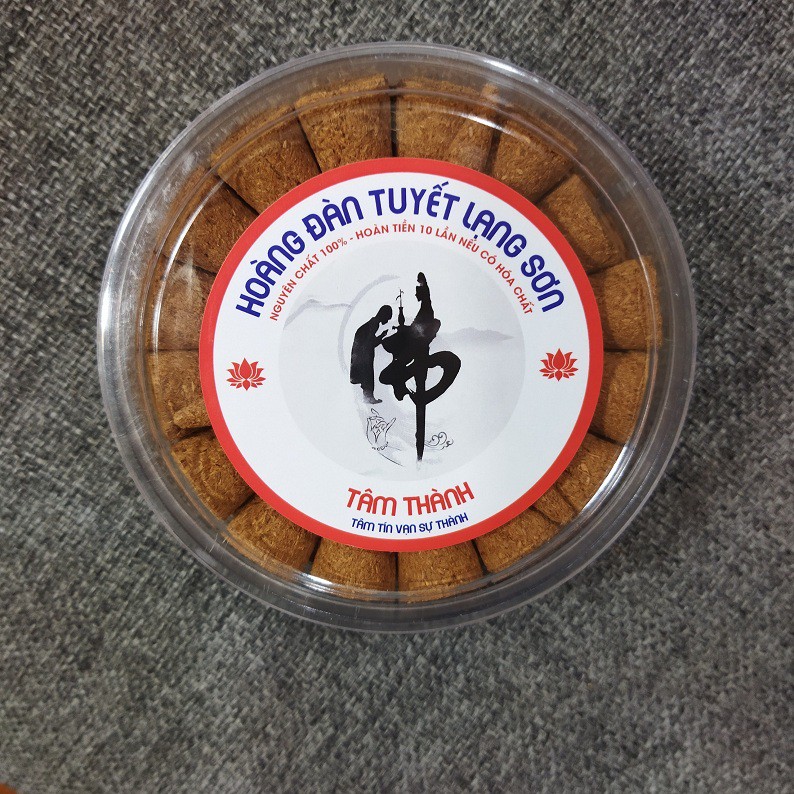 HOÀNG ĐÀN TUYẾT LẠNG SƠN
NGUYÊN CHẤT 100% - HOÀN TIỀN 10 LẦN NẾU CÓ HÓA CHẤT
佛
TÂM THÀNH
TÂM TÍN VẠN SỰ THÀNH